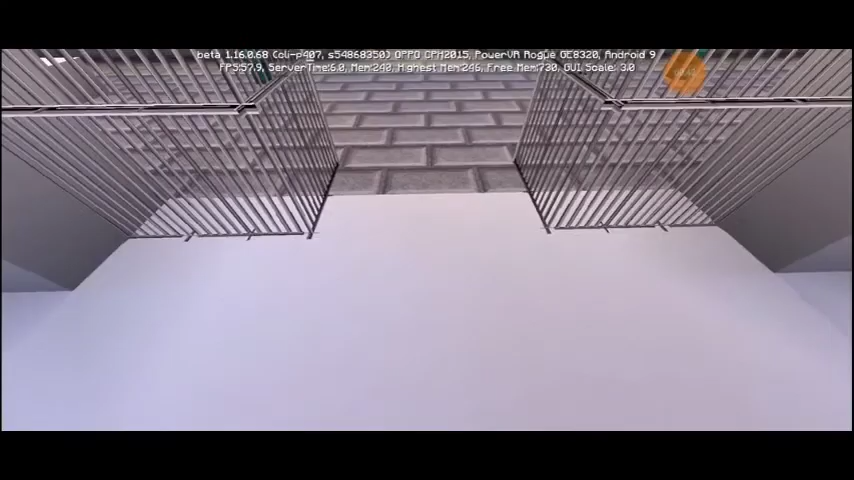 beta 1.16.0.68 (cli-p407, s54868350) OPPO CPH2015, PowerVR Rogue GE8320, Android 9
FPS:57.9, ServerTime:6.0, Mem:240, Highest Mem:246, Free Mem:730, GUI Scale: 3.0